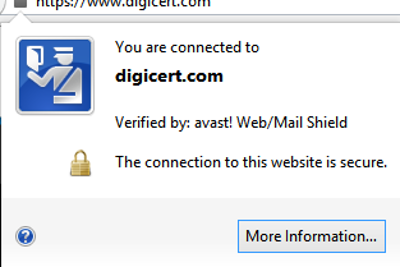 https://www.digicert.com
You are connected to
digicert.com
Verified by: avast! Web/Mail Shield
The connection to this website is secure.
More Information...